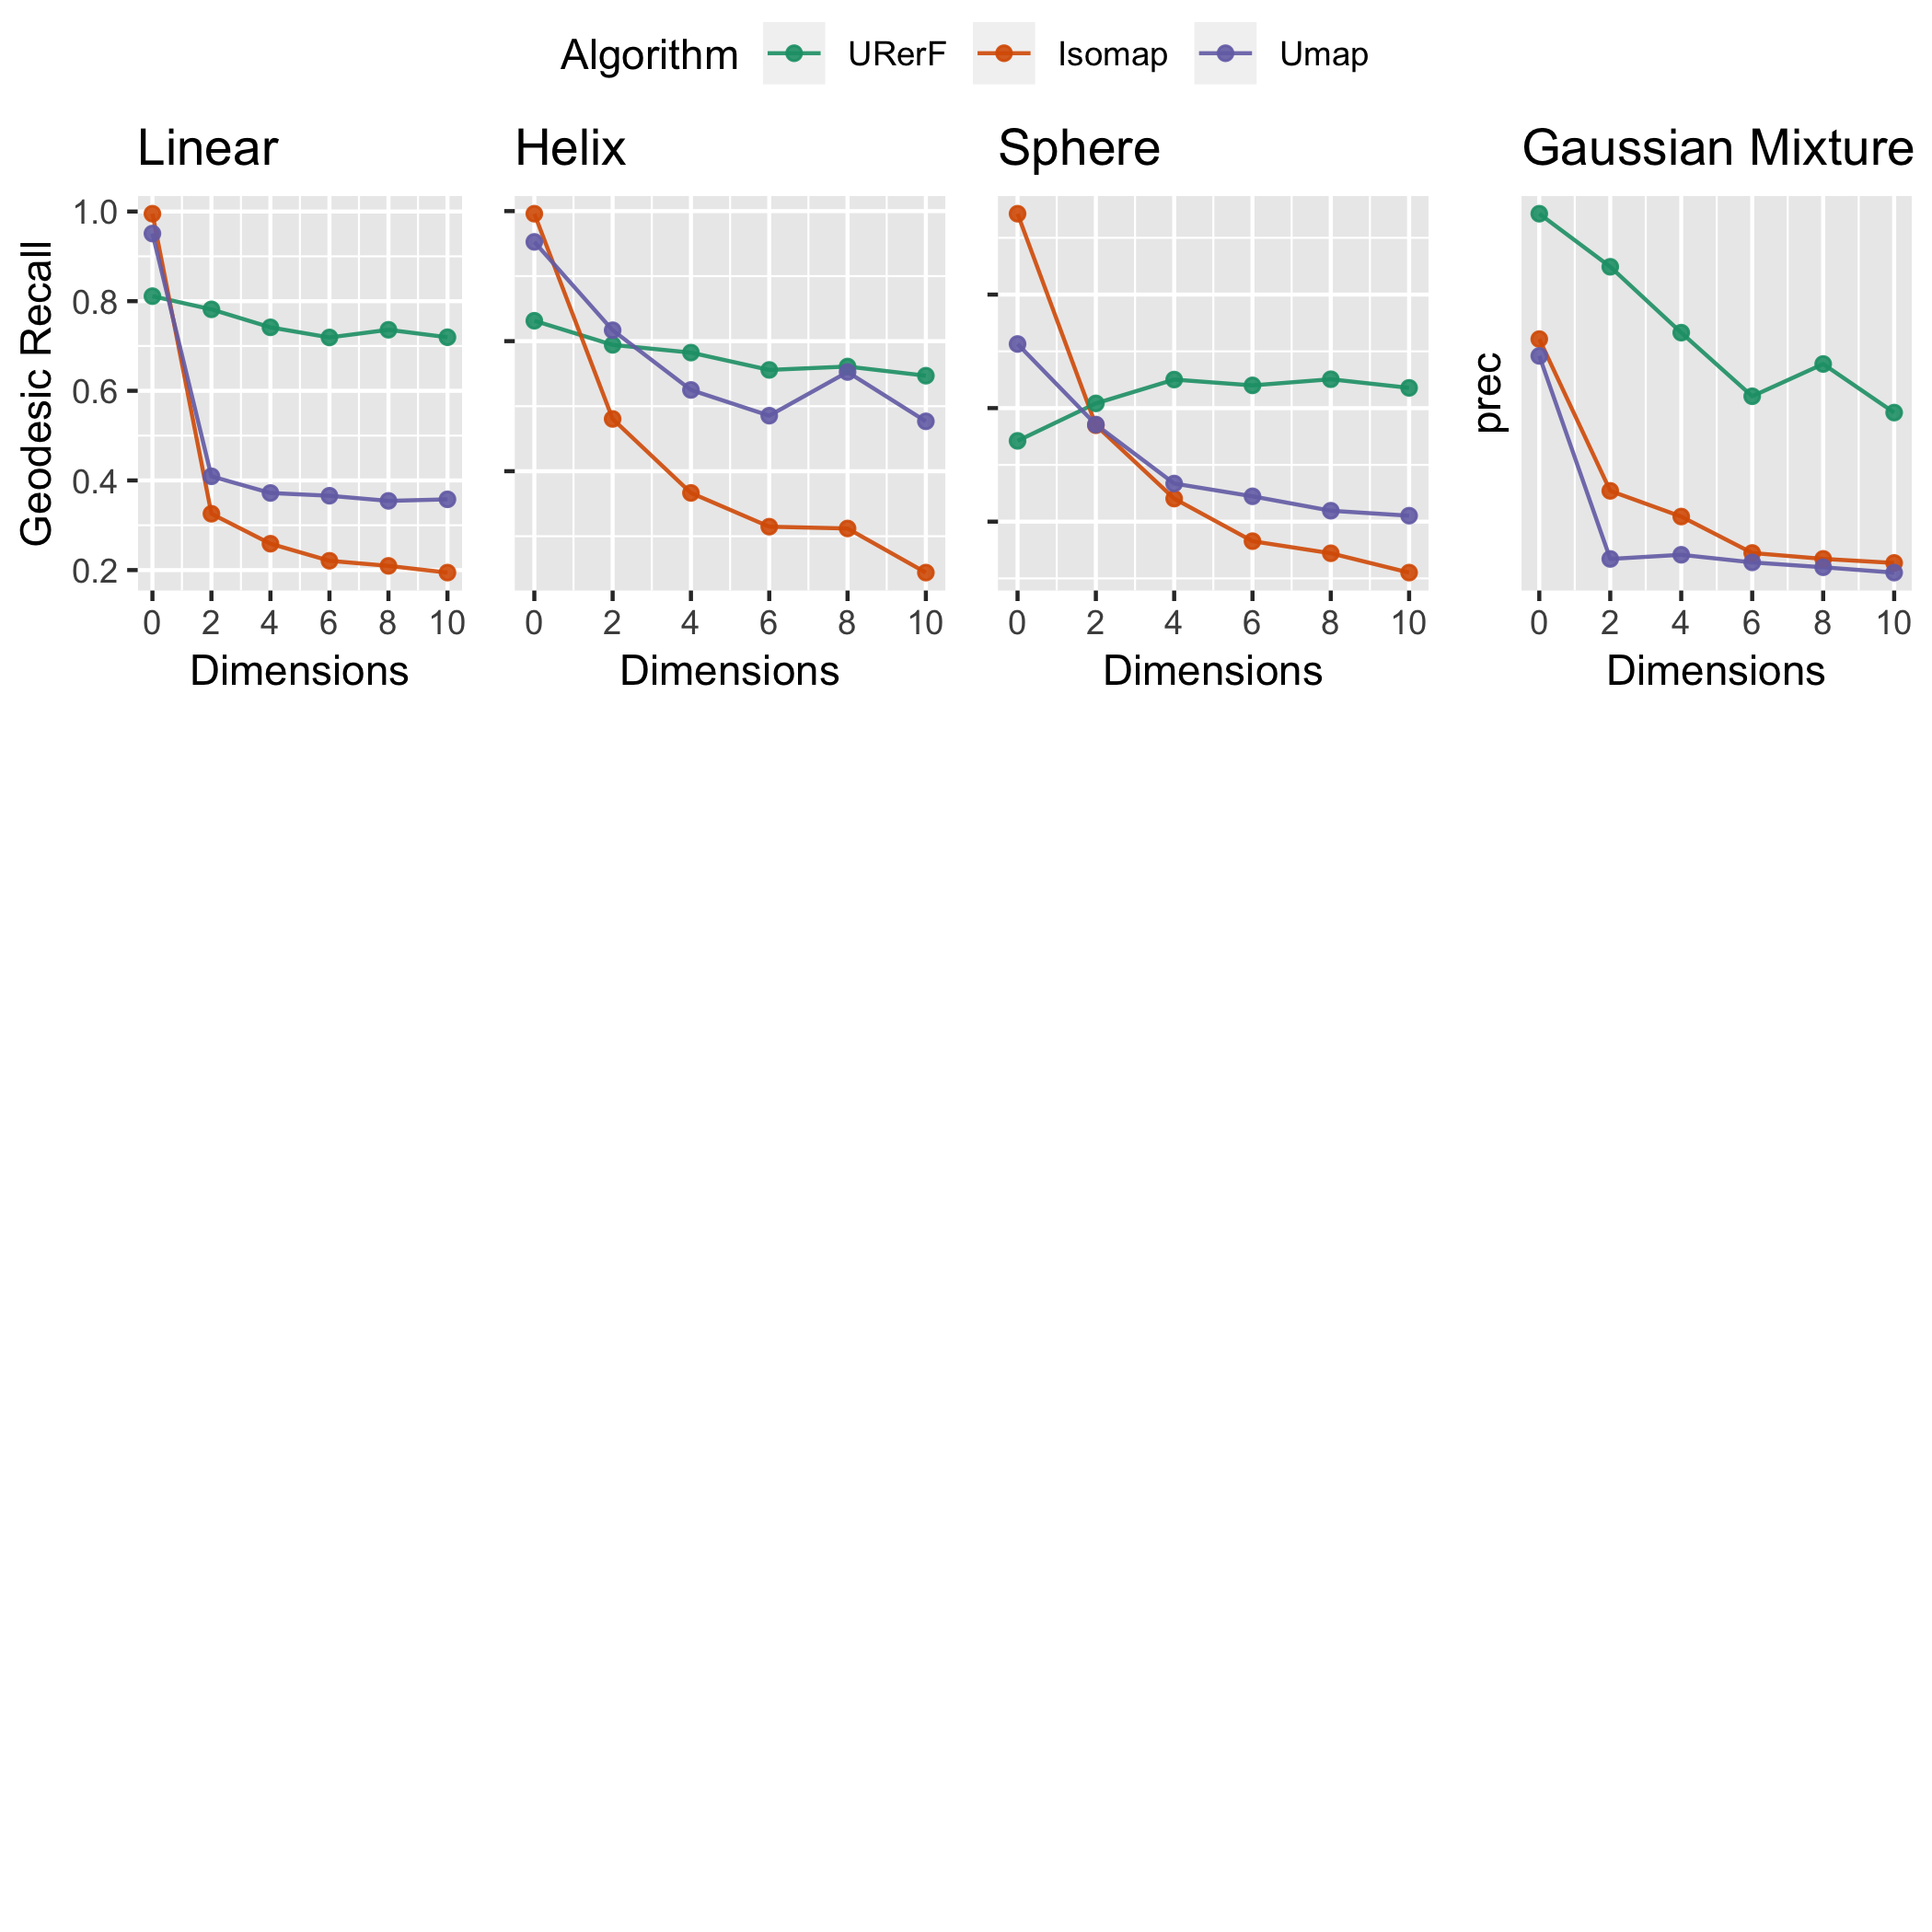 Algorithm URerF Isomap Umap
Linear Helix Sphere Gaussian Mixture
Geodesic Recall
1.0
0.8
0.6
0.4
0.2
prec
0 2 4 6 8 10 0 2 4 6 8 10 0 2 4 6 8 10 0 2 4 6 8 10
Dimensions Dimensions Dimensions Dimensions